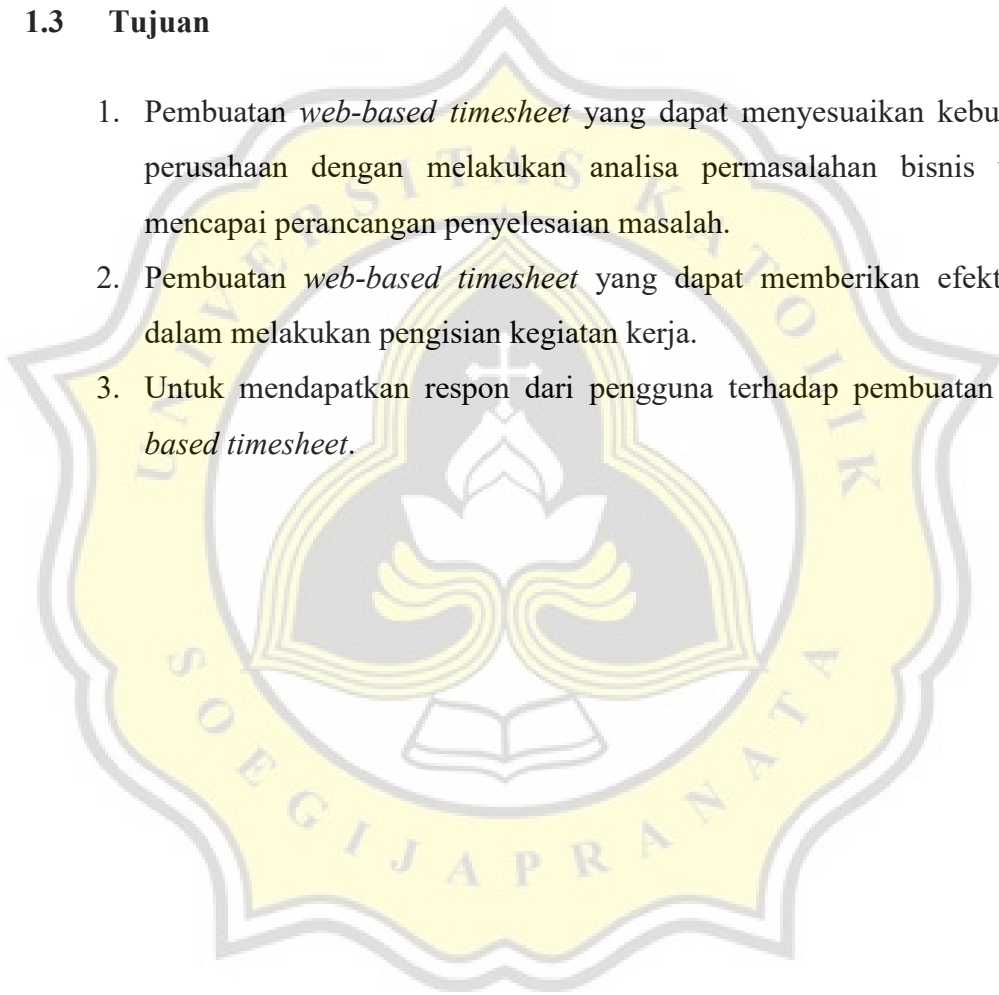 1.3 Tujuan
1. Pembuatan web-based timesheet yang dapat menyesuaikan kebu
perusahaan dengan melakukan analisa permasalahan bisnis
mencapai perancangan penyelesaian masalah.
2. Pembuatan web-based timesheet yang dapat memberikan efekt
dalam melakukan pengisian kegiatan kerja.
3. Untuk mendapatkan respon dari pengguna terhadap pembuatan
based timesheet.
UNIVERSITAS KATOLIK
SOEGIJAPRANATA